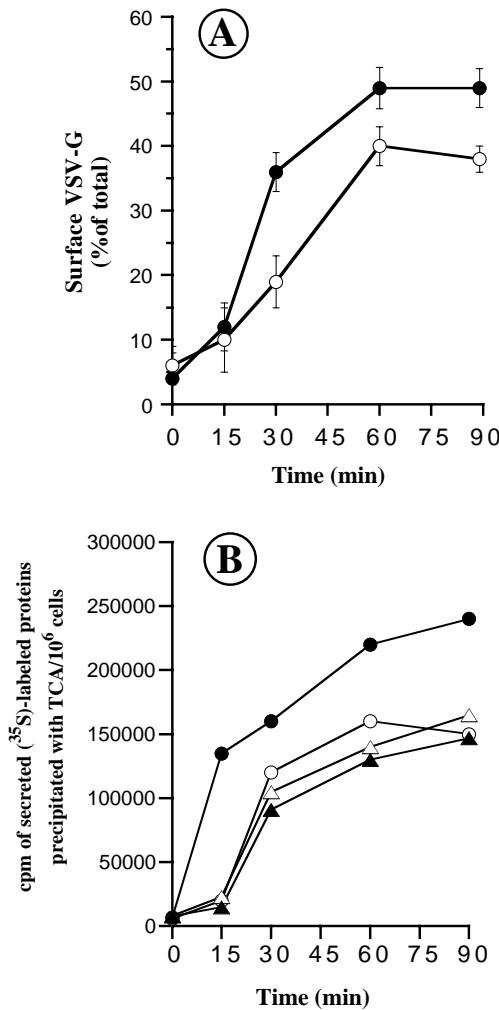 A
60
50
40
30
20
10
0
Surface VSV-G
(%of total)
0 15 30 45 60 75 90
Time (min)
B
300000
250000
200000
150000
100000
50000
0
cpm of secreted (³⁵S)-labeled proteins
precipitated with TCA/10⁶ cells
0 15 30 45 60 75 90
Time (min)